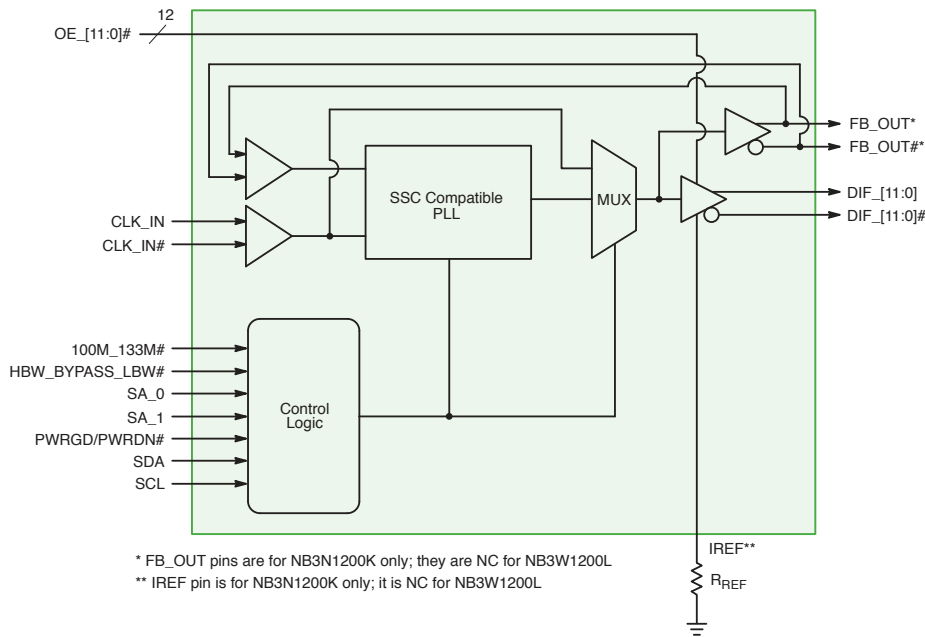 12
OE_[11:0]#
FB_OUT*
FB_OUT#*
SSC Compatible
PLL
MUX
DIF_[11:0]
DIF_[11:0]#
CLK_IN
CLK_IN#
100M_133M#
HBW_BYPASS_LBW#
SA_0
SA_1
PWRGD/PWRDN#
SDA
SCL
Control
Logic
IREF**
RREF
* FB_OUT pins are for NB3N1200K only; they are NC for NB3W1200L
** IREF pin is for NB3N1200K only; it is NC for NB3W1200L